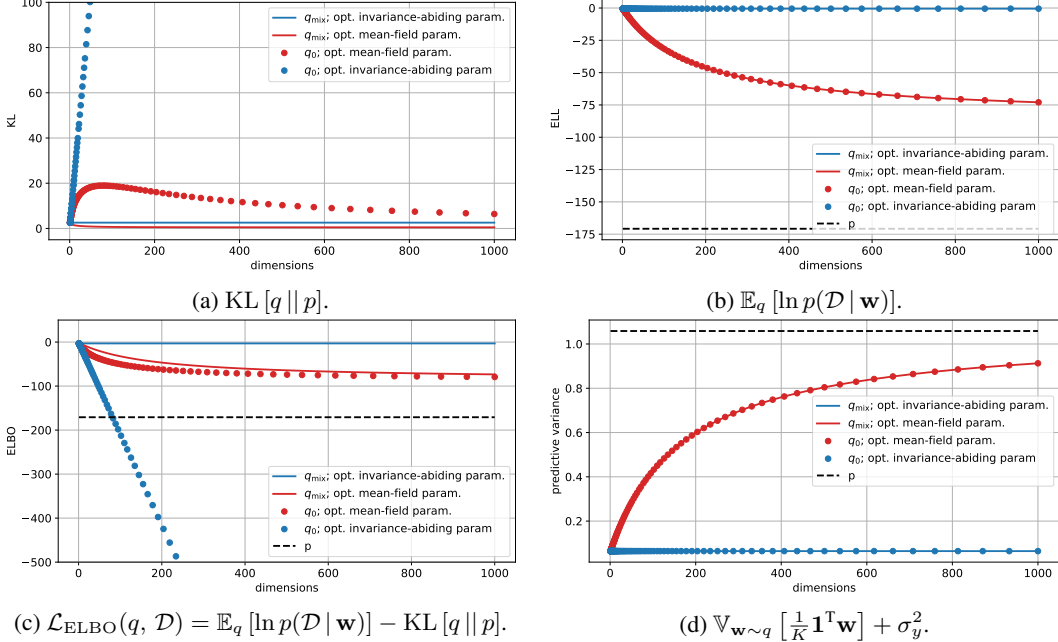 100
80
60
40
20
0
KL
0
200
400
600
800
1000
dimensions
q_mix; opt. invariance-abiding param.
q_mix; opt. mean-field param.
q_0; opt. mean-field param.
q_0; opt. invariance-abiding param
(a) KL [q || p].
0
−25
−50
−75
−100
−125
−150
−175
ELL
0
200
400
600
800
1000
dimensions
q_mix; opt. invariance-abiding param.
q_mix; opt. mean-field param.
q_0; opt. mean-field param.
q_0; opt. invariance-abiding param
p
(b) 𝔼_q [ln p(𝒟 | w)].
0
−100
−200
−300
−400
−500
ELBO
0
200
400
600
800
1000
dimensions
q_mix; opt. invariance-abiding param.
q_mix; opt. mean-field param.
q_0; opt. mean-field param.
q_0; opt. invariance-abiding param
p
(c) ℒ_ELBO(q, 𝒟) = 𝔼_q [ln p(𝒟 | w)] − KL [q || p].
1.0
0.8
0.6
0.4
0.2
predictive variance
0
200
400
600
800
1000
dimensions
q_mix; opt. invariance-abiding param.
q_mix; opt. mean-field param.
q_0; opt. mean-field param.
q_0; opt. invariance-abiding param
p
(d) 𝕍_{w∼q} [1/K 1^T w] + σ_y^2.